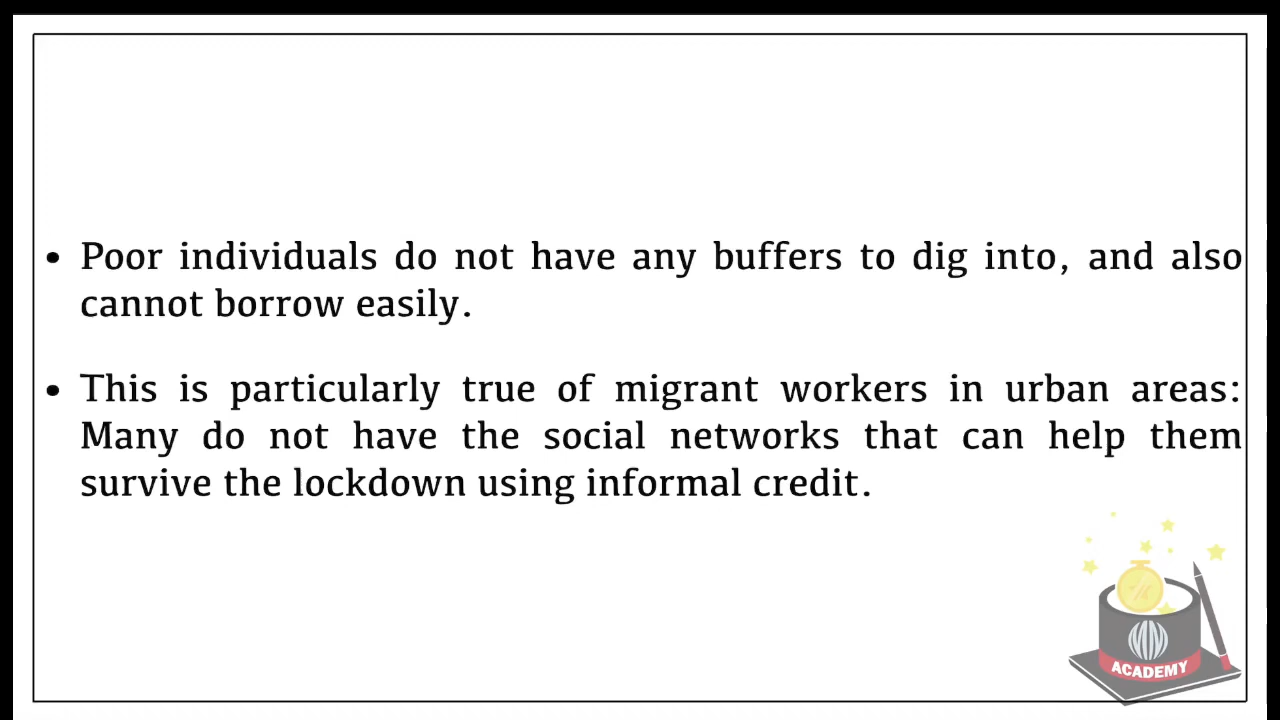 • Poor individuals do not have any buffers to dig into, and also
cannot borrow easily.
• This is particularly true of migrant workers in urban areas:
Many do not have the social networks that can help them
survive the lockdown using informal credit.
MN
ACADEMY